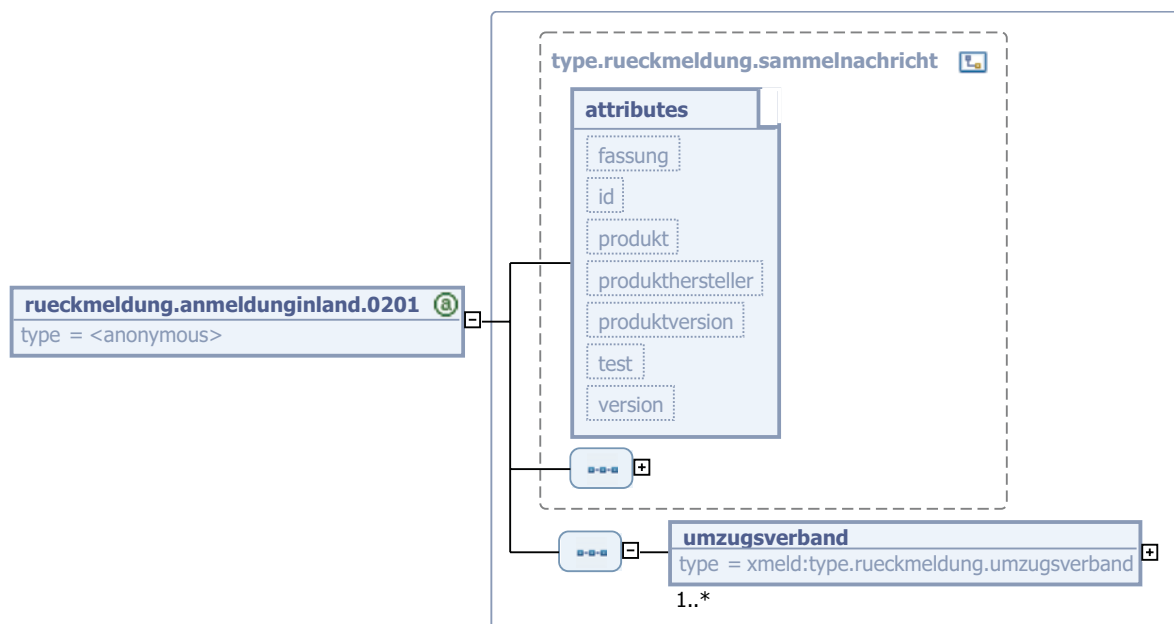 type.rueckmeldung.sammelnachricht
attributes
fassung
id
produkt
produkthersteller
produktversion
test
version
rueckmeldung.anmeldunginland.0201 @
type = <anonymous>
umzugsverband
type = xmeld:type.rueckmeldung.umzugsverband
1..*